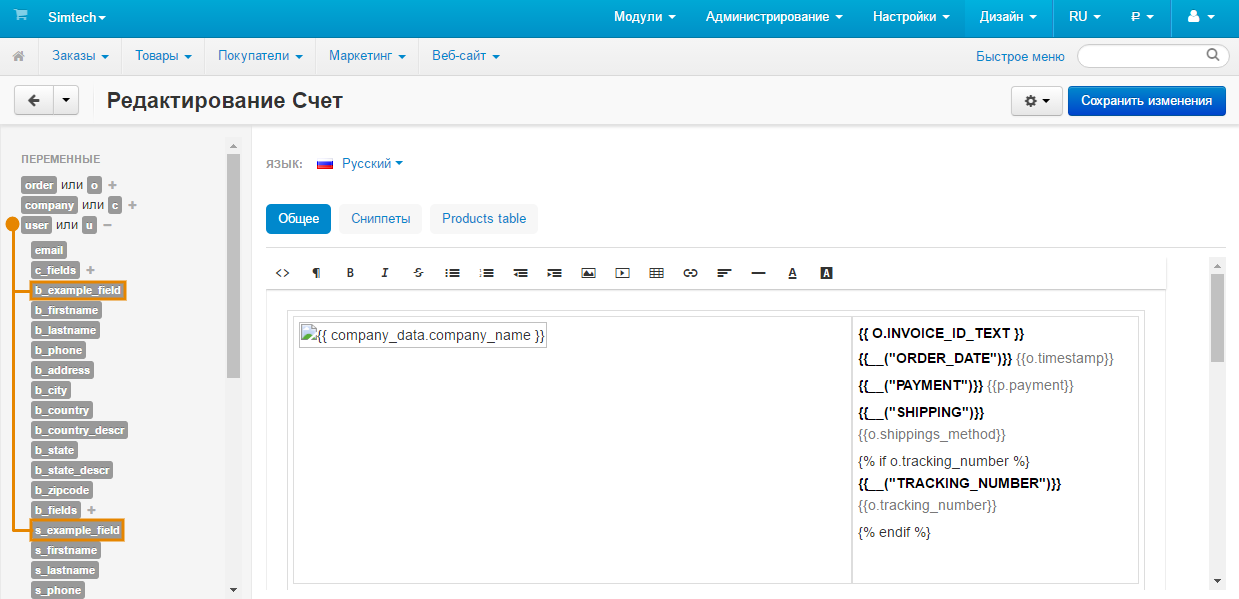 Simtech Модули Администрирование Настройки Дизайн RU ₽
Заказы Товары Покупатели Маркетинг Веб-сайт Быстрое меню
Редактирование Счет Сохранить изменения
ПЕРЕМЕННЫЕ
order или o +
company или c +
user или u −
email
c_fields +
b_example_field
b_firstname
b_lastname
b_phone
b_address
b_city
b_country
b_country_descr
b_state
b_state_descr
b_zipcode
b_fields +
s_example_field
s_firstname
s_lastname
s_phone
ЯЗЫК: Русский
Общее Сниппеты Products table
<> ¶ B I S A A
{{ company_data.company_name }}
{{ O.INVOICE_ID_TEXT }}
{{__("ORDER_DATE")}} {{o.timestamp}}
{{__("PAYMENT")}} {{p.payment}}
{{__("SHIPPING")}}
{{o.shippings_method}}
{% if o.tracking_number %}
{{__("TRACKING_NUMBER")}}
{{o.tracking_number}}
{% endif %}